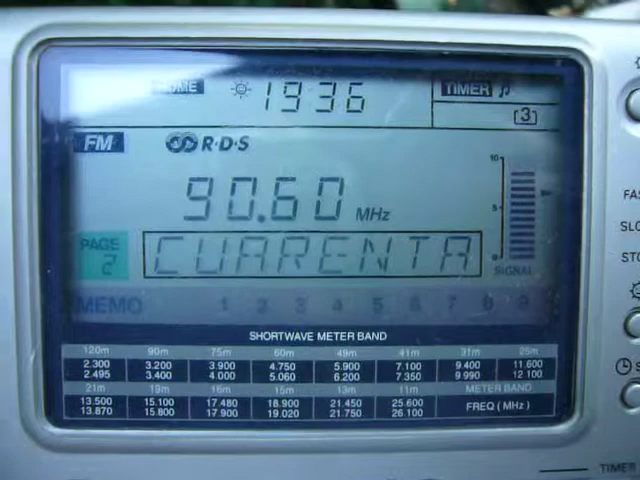 HOME 1936 TIMER
3
FM R·D·S
10
90.60 MHz
5
PAGE
2 CUARENTA
0
SIGNAL
MEMO 1 2 3 4 5 6 7 8 9
SHORTWAVE METER BAND
120m 90m 75m 60m 49m 41m 31m 25m
2.300 3.200 3.900 4.750 5.900 7.100 9.400 11.600
2.495 3.400 4.000 5.060 6.200 7.350 9.990 12.100
21m 19m 16m 15m 13m 11m METER BAND
13.500 15.100 17.480 18.900 21.450 25.600 FREQ (MHz)
13.870 15.800 17.900 19.020 21.750 26.100
FAS
SLO
STO
S
TIMER